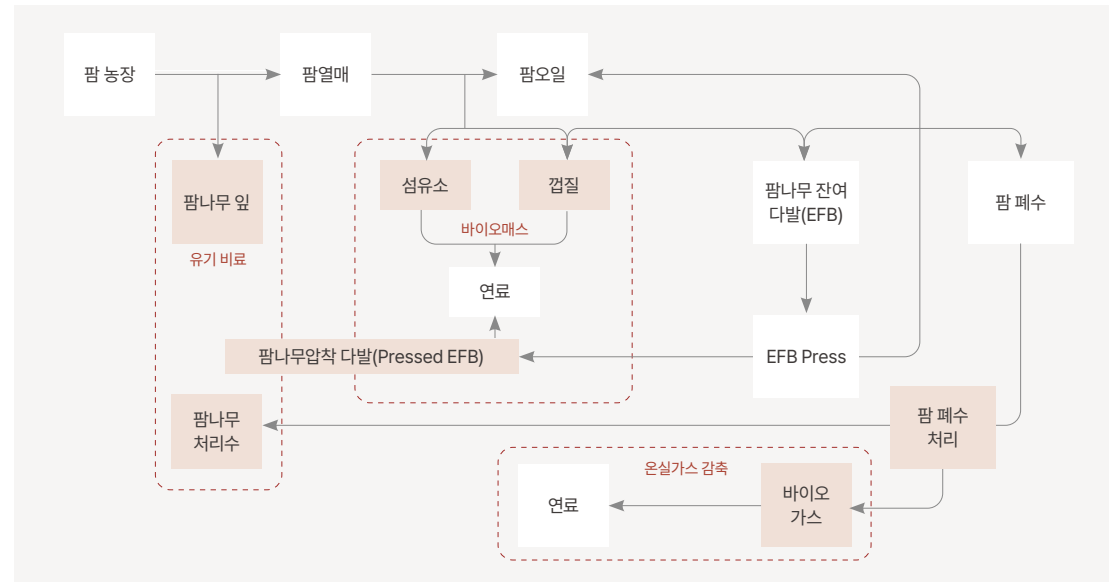 팜 농장
팜열매
팜오일
팜나무 잎
유기 비료
섬유소
껍질
바이오매스
연료
팜나무 잔여
다발(EFB)
팜 폐수
팜나무압착 다발(Pressed EFB)
EFB Press
팜나무
처리수
팜 폐수
처리
온실가스 감축
연료
바이오
가스